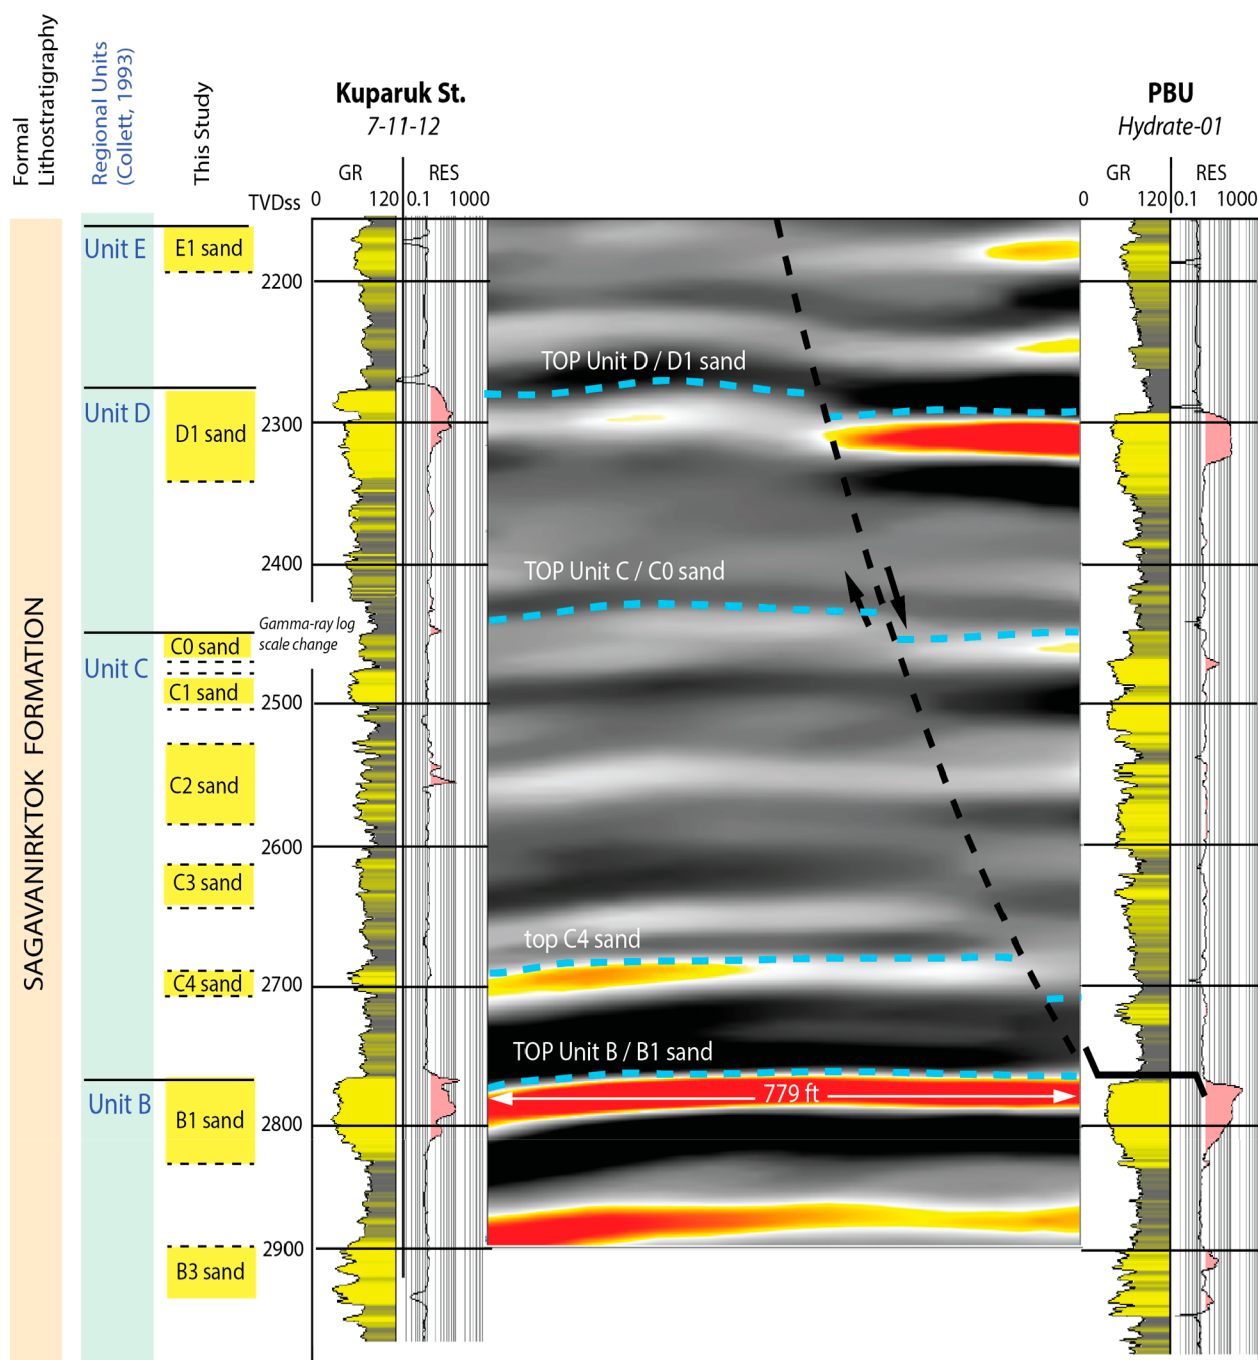 Formal
Lithostratigraphy
Regional Units
(Collett, 1993)
This Study
Kuparuk St.
7-11-12
PBU
Hydrate-01
GR
RES
GR
RES
TVDss
0
120
0.1
1000
0
120
0.1
1000
SAGAVANIRKTOK FORMATION
Unit E
E1 sand
2200
TOP Unit D / D1 sand
Unit D
D1 sand
2300
2400
TOP Unit C / C0 sand
Gamma-ray log
scale change
Unit C
C0 sand
C1 sand
2500
C2 sand
2600
C3 sand
top C4 sand
C4 sand
2700
TOP Unit B / B1 sand
779 ft
Unit B
B1 sand
2800
2900
B3 sand